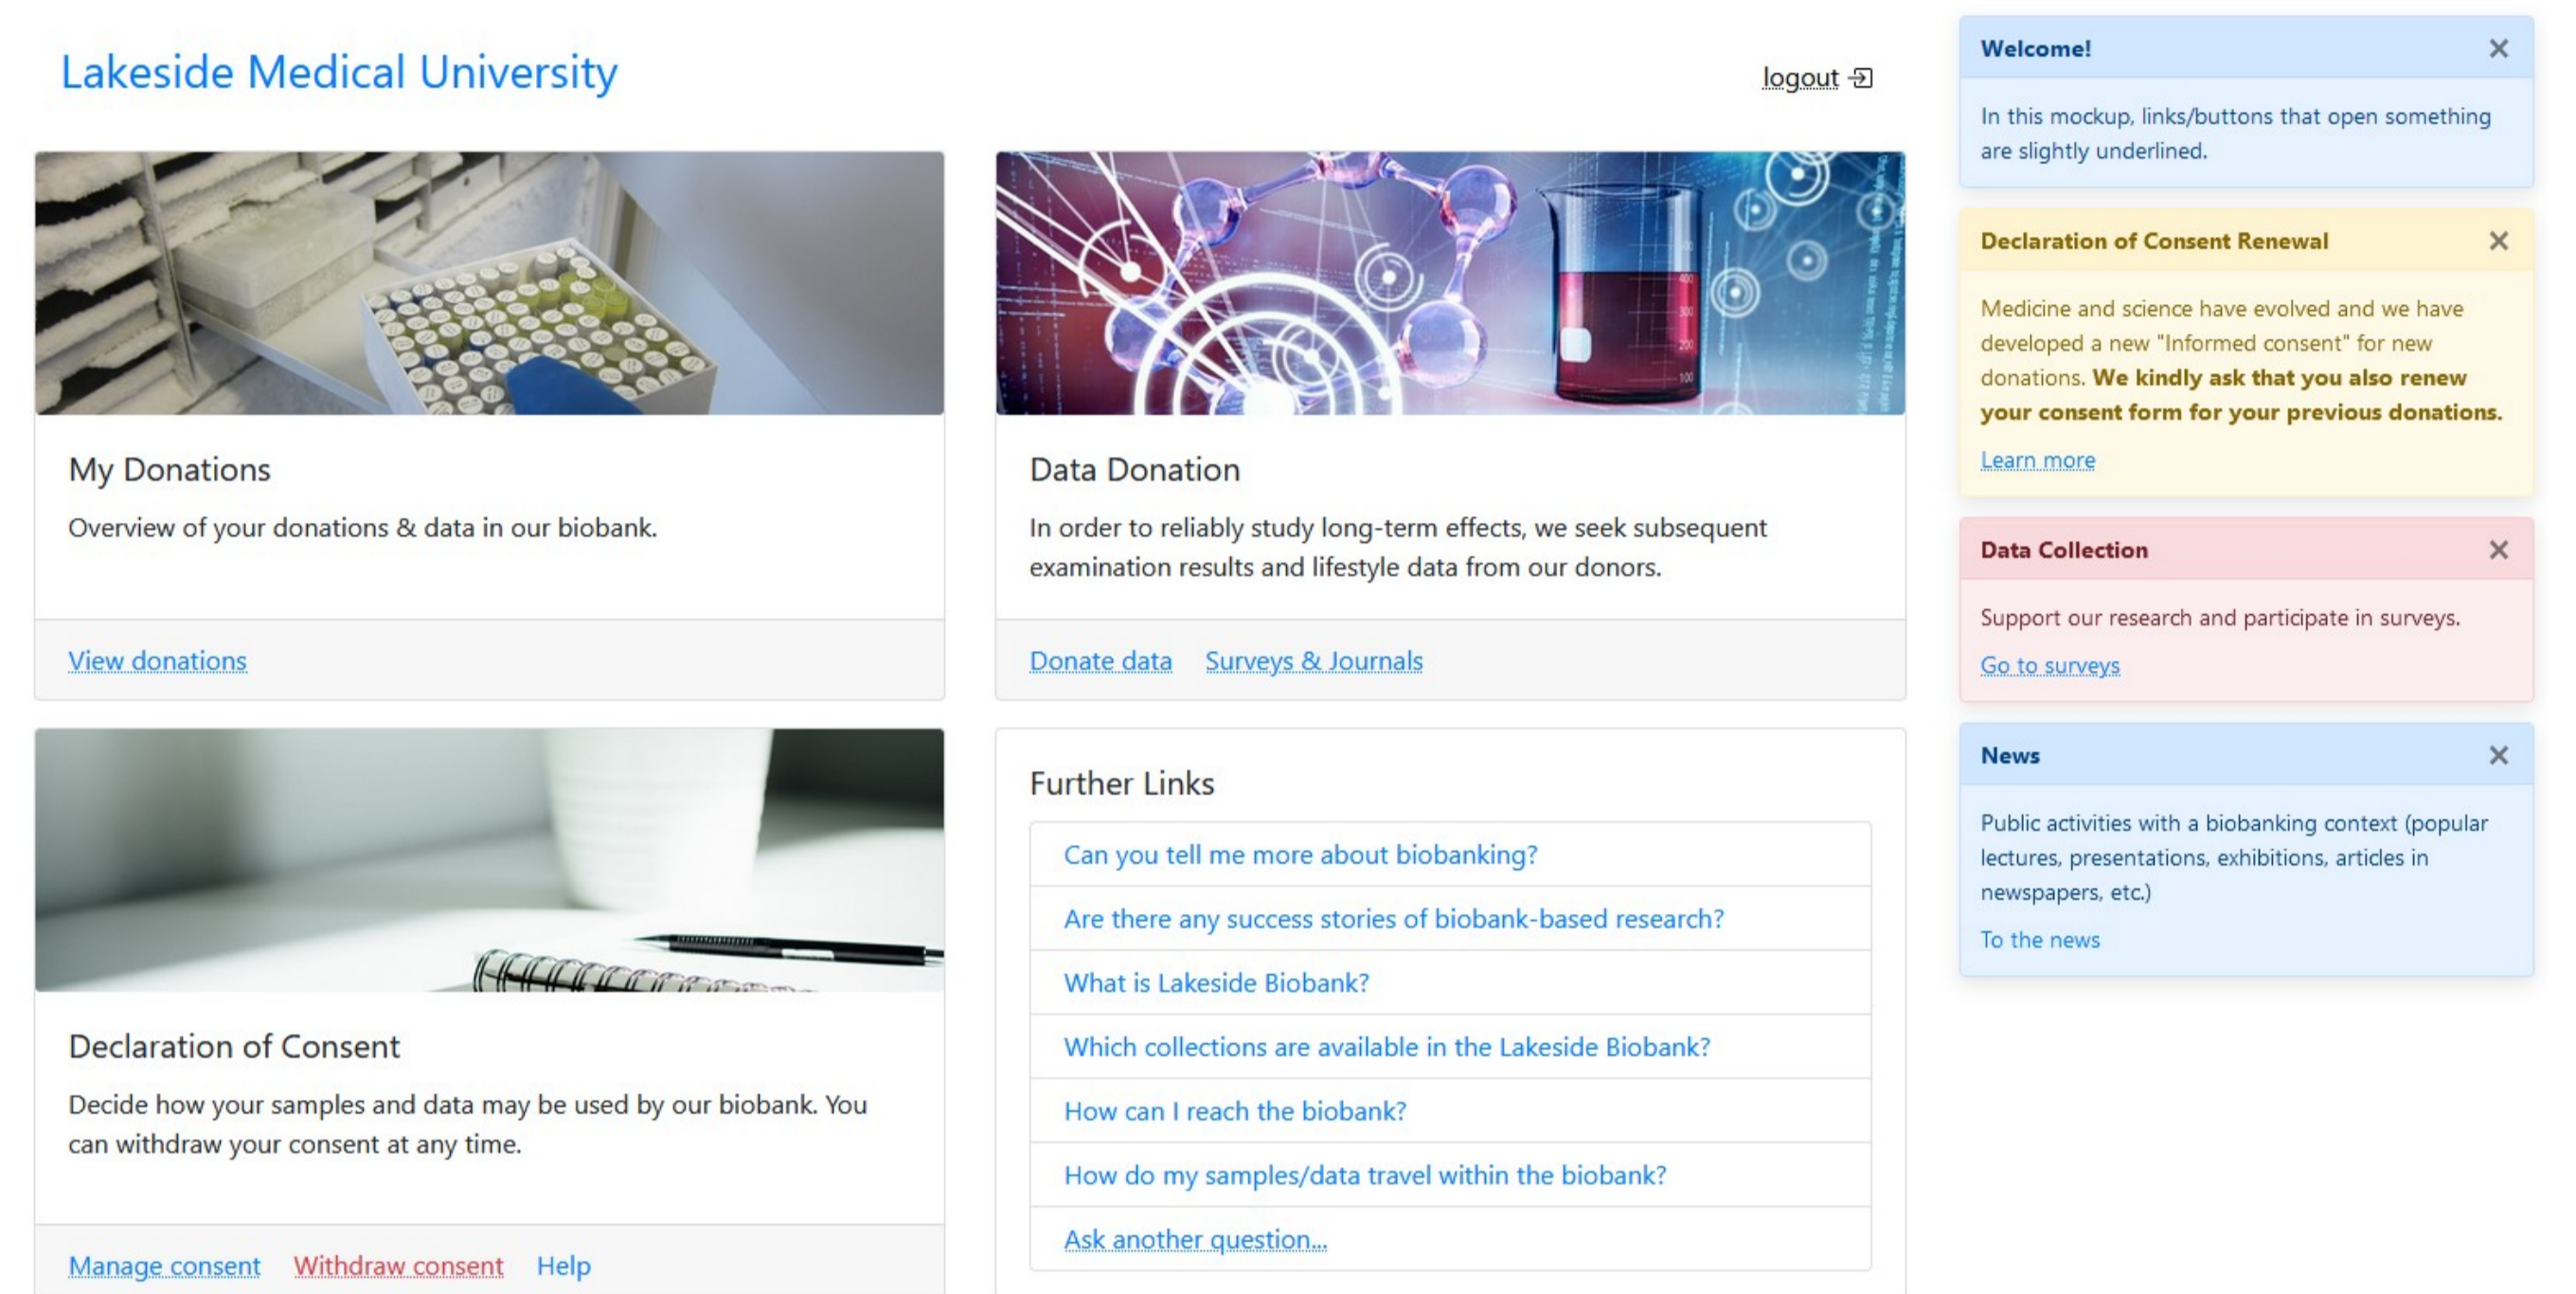 Lakeside Medical University
logout
My Donations
Overview of your donations & data in our biobank.
View donations
Data Donation
In order to reliably study long-term effects, we seek subsequent
examination results and lifestyle data from our donors.
Donate data Surveys & Journals
Declaration of Consent
Decide how your samples and data may be used by our biobank. You
can withdraw your consent at any time.
Manage consent Withdraw consent Help
Further Links
Can you tell me more about biobanking?
Are there any success stories of biobank-based research?
What is Lakeside Biobank?
Which collections are available in the Lakeside Biobank?
How can I reach the biobank?
How do my samples/data travel within the biobank?
Ask another question...
Welcome!
In this mockup, links/buttons that open something
are slightly underlined.
Declaration of Consent Renewal
Medicine and science have evolved and we have
developed a new "Informed consent" for new
donations. We kindly ask that you also renew
your consent form for your previous donations.
Learn more
Data Collection
Support our research and participate in surveys.
Go to surveys
News
Public activities with a biobanking context (popular
lectures, presentations, exhibitions, articles in
newspapers, etc.)
To the news
400
300
200
100